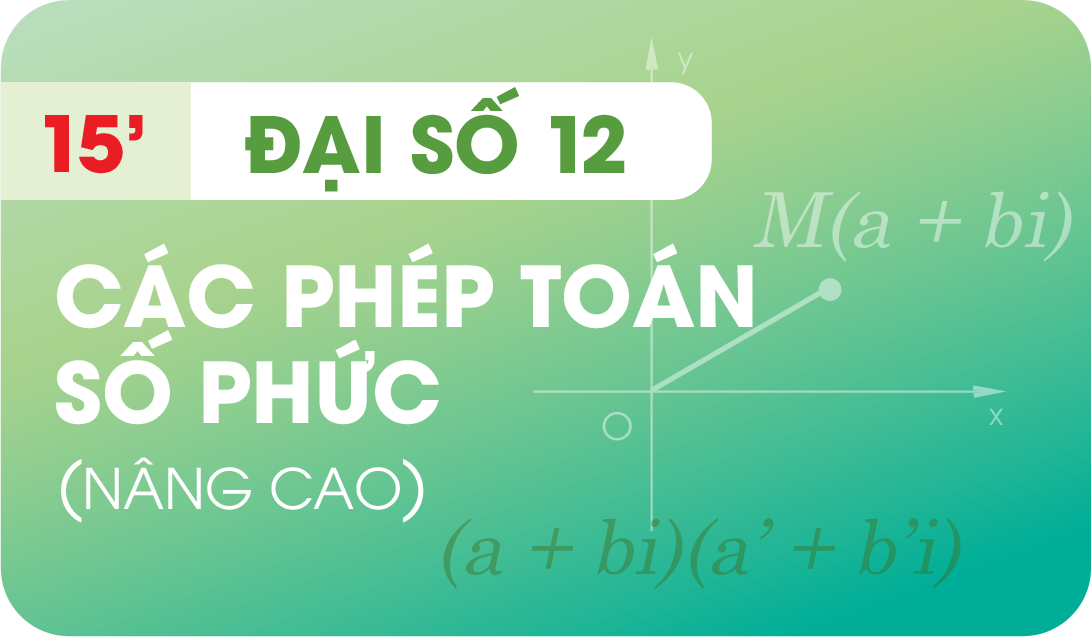 15’ ĐẠI SỐ 12
y
M(a + bi)
CÁC PHÉP TOÁN
SỐ PHỨC
x
O
(NÂNG CAO)
(a + bi)(a’ + b’i)